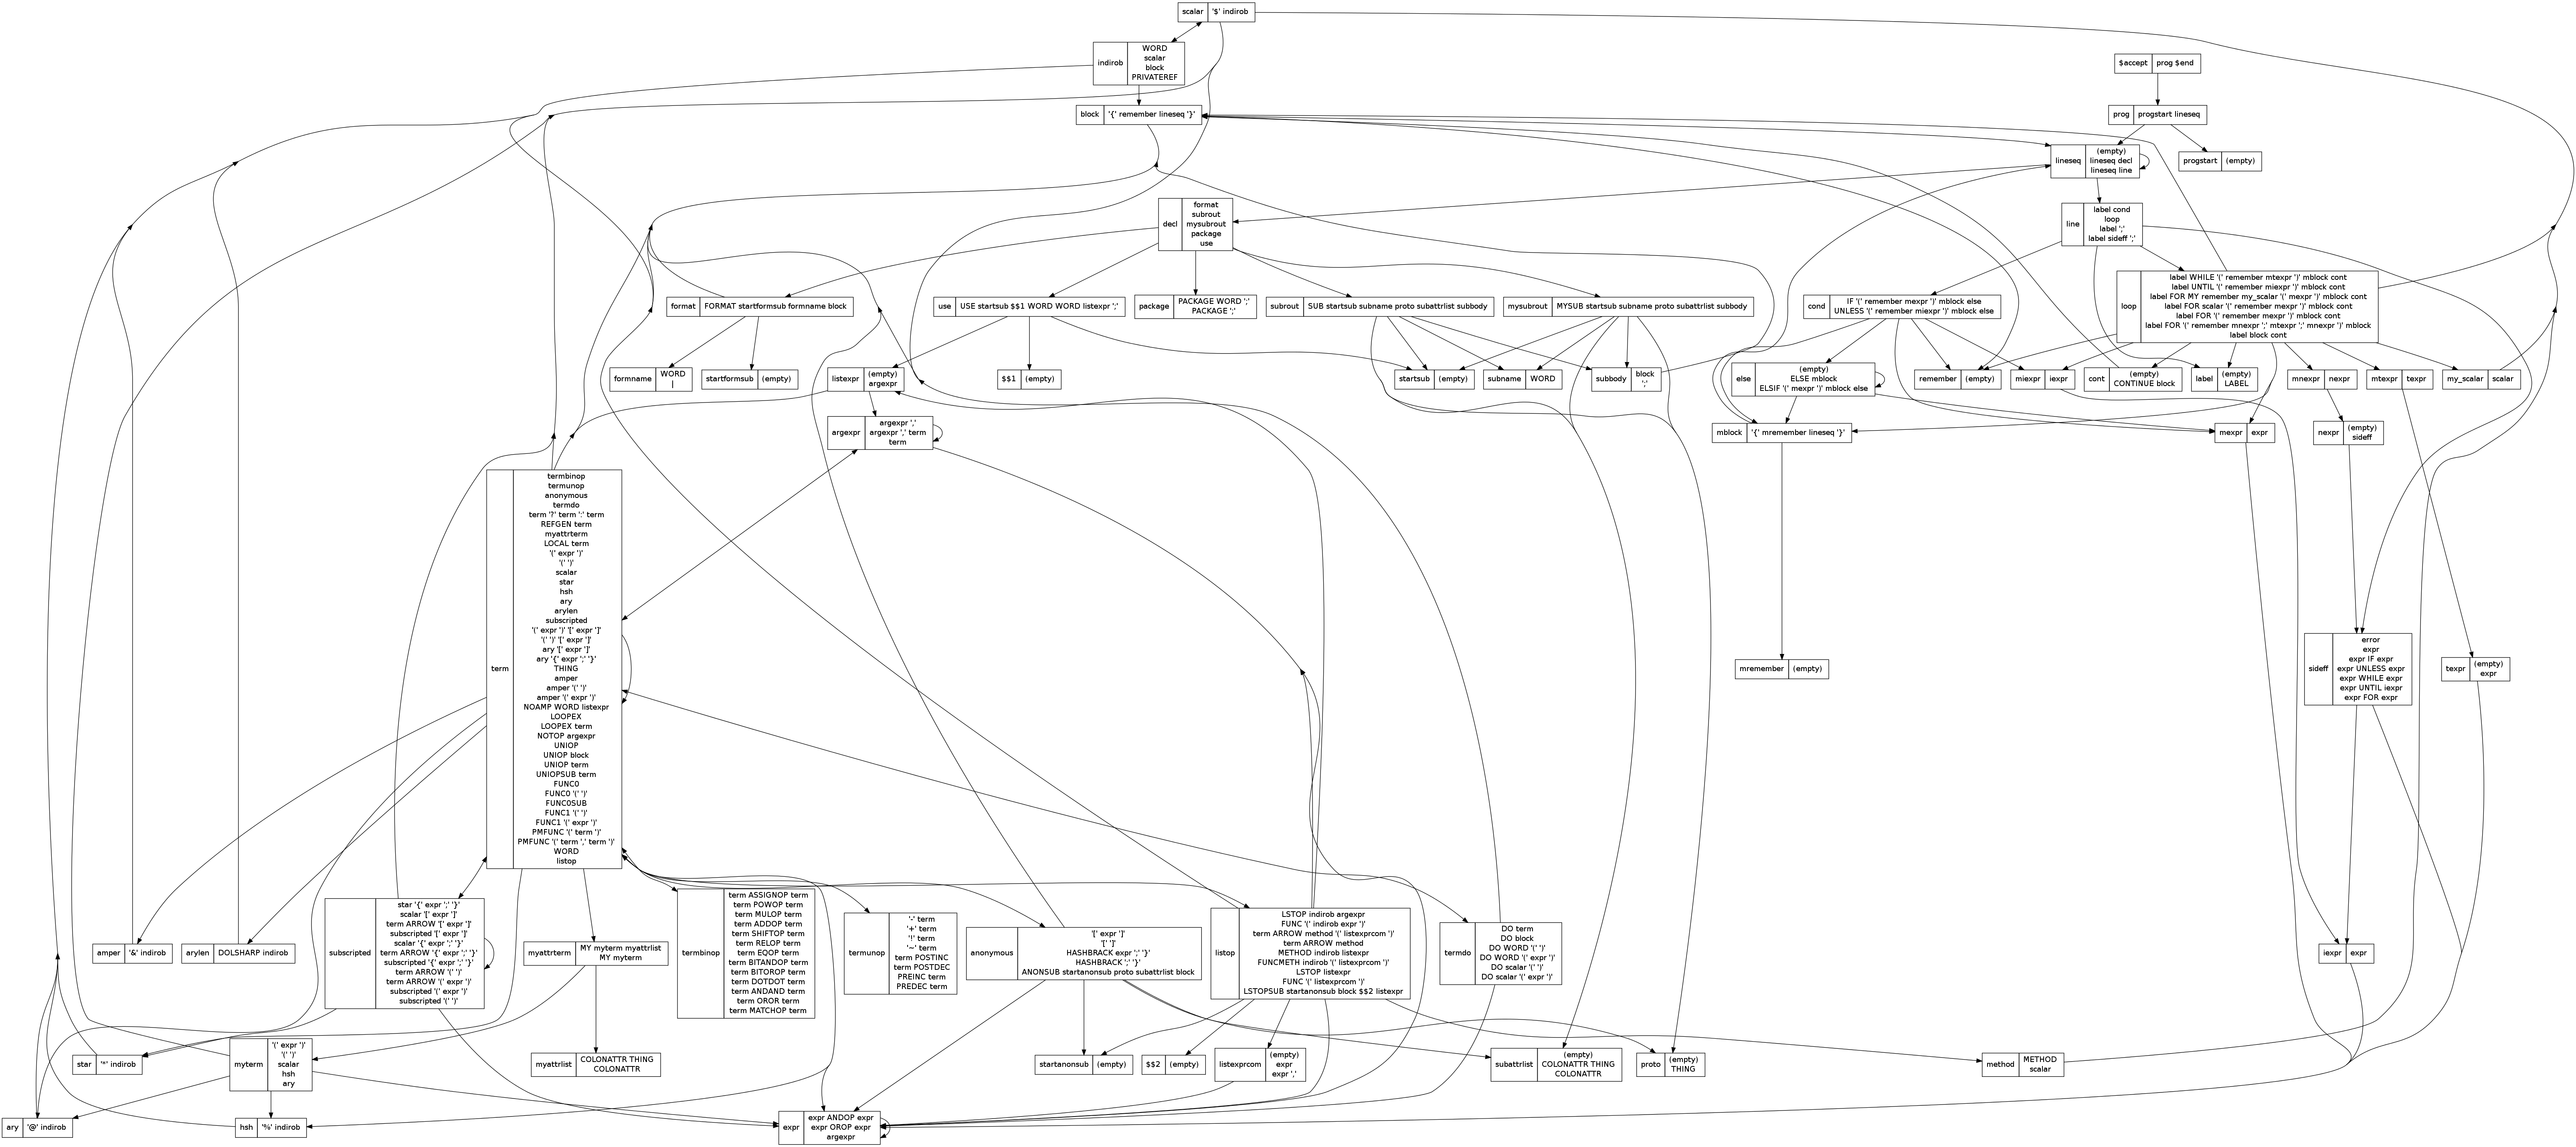 scalar '$' indirob
indirob
WORD
scalar
block
PRIVATEREF
$accept prog $end
block '{' remember lineseq '}'
prog progstart lineseq
lineseq
(empty)
lineseq decl
lineseq line
progstart (empty)
decl
format
subrout
mysubrout
package
use
line
label cond
loop
label ';'
label sideff ';'
format FORMAT startformsub formname block
use USE startsub $$1 WORD WORD listexpr ';'
package
PACKAGE WORD ';'
PACKAGE ';'
subrout SUB startsub subname proto subattrlist subbody
mysubrout MYSUB startsub subname proto subattrlist subbody
cond
IF '(' remember mexpr ')' mblock else
UNLESS '(' remember miexpr ')' mblock else
loop
label WHILE '(' remember mtexpr ')' mblock cont
label UNTIL '(' remember miexpr ')' mblock cont
label FOR MY remember my_scalar '(' mexpr ')' mblock cont
label FOR scalar '(' remember mexpr ')' mblock cont
label FOR '(' remember mexpr ')' mblock cont
label FOR '(' remember mnexpr ';' mtexpr ';' mnexpr ')' mblock
label block cont
formname
WORD
|
startformsub (empty)
listexpr
(empty)
argexpr
$$1 (empty)
startsub (empty)
subname WORD
subbody
block
';'
else
(empty)
ELSE mblock
ELSIF '(' mexpr ')' mblock else
remember (empty)
miexpr iexpr
cont
(empty)
CONTINUE block
label
(empty)
LABEL
mnexpr nexpr
mtexpr texpr
my_scalar scalar
argexpr
argexpr ','
argexpr ',' term
term
mblock '{' mremember lineseq '}'
mexpr expr
nexpr
(empty)
sideff
term
termbinop
termunop
anonymous
termdo
term '?' term ':' term
REFGEN term
myattrterm
LOCAL term
'(' expr ')'
'(' ')'
scalar
star
hsh
ary
arylen
subscripted
'(' expr ')' '[' expr ']'
'(' ')' '[' expr ']'
ary '[' expr ']'
ary '{' expr ';' '}'
THING
amper
amper '(' ')'
amper '(' expr ')'
NOAMP WORD listexpr
LOOPEX
LOOPEX term
NOTOP argexpr
UNIOP
UNIOP block
UNIOP term
UNIOPSUB term
FUNC0
FUNC0 '(' ')'
FUNC0SUB
FUNC1 '(' ')'
FUNC1 '(' expr ')'
PMFUNC '(' term ')'
PMFUNC '(' term ',' term ')'
WORD
listop
mremember (empty)
sideff
error
expr
expr IF expr
expr UNLESS expr
expr WHILE expr
expr UNTIL iexpr
expr FOR expr
texpr
(empty)
expr
amper '&' indirob
arylen DOLSHARP indirob
subscripted
star '{' expr ';' '}'
scalar '[' expr ']'
term ARROW '[' expr ']'
subscripted '[' expr ']'
scalar '{' expr ';' '}'
term ARROW '{' expr ';' '}'
subscripted '{' expr ';' '}'
term ARROW '(' ')'
term ARROW '(' expr ')'
subscripted '(' expr ')'
subscripted '(' ')'
myattrterm
MY myterm myattrlist
MY myterm
termbinop
term ASSIGNOP term
term POWOP term
term MULOP term
term ADDOP term
term SHIFTOP term
term RELOP term
term EQOP term
term BITANDOP term
term BITOROP term
term DOTDOT term
term ANDAND term
term OROR term
term MATCHOP term
termunop
'-' term
'+' term
'!' term
'~' term
term POSTINC
term POSTDEC
PREINC term
PREDEC term
anonymous
'[' expr ']'
'[' ']'
HASHBRACK expr ';' '}'
HASHBRACK ';' '}'
ANONSUB startanonsub proto subattrlist block
listop
LSTOP indirob argexpr
FUNC '(' indirob expr ')'
term ARROW method '(' listexprcom ')'
term ARROW method
METHOD indirob listexpr
FUNCMETH indirob '(' listexprcom ')'
LSTOP listexpr
FUNC '(' listexprcom ')'
LSTOPSUB startanonsub block $$2 listexpr
termdo
DO term
DO block
DO WORD '(' ')'
DO WORD '(' expr ')'
DO scalar '(' ')'
DO scalar '(' expr ')'
iexpr expr
star '*' indirob
myterm
'(' expr ')'
'(' ')'
scalar
hsh
ary
myattrlist
COLONATTR THING
COLONATTR
startanonsub (empty)
$$2 (empty)
listexprcom
(empty)
expr
expr ','
subattrlist
(empty)
COLONATTR THING
COLONATTR
proto
(empty)
THING
method
METHOD
scalar
ary '@' indirob
hsh '%' indirob
expr
expr ANDOP expr
expr OROP expr
argexpr